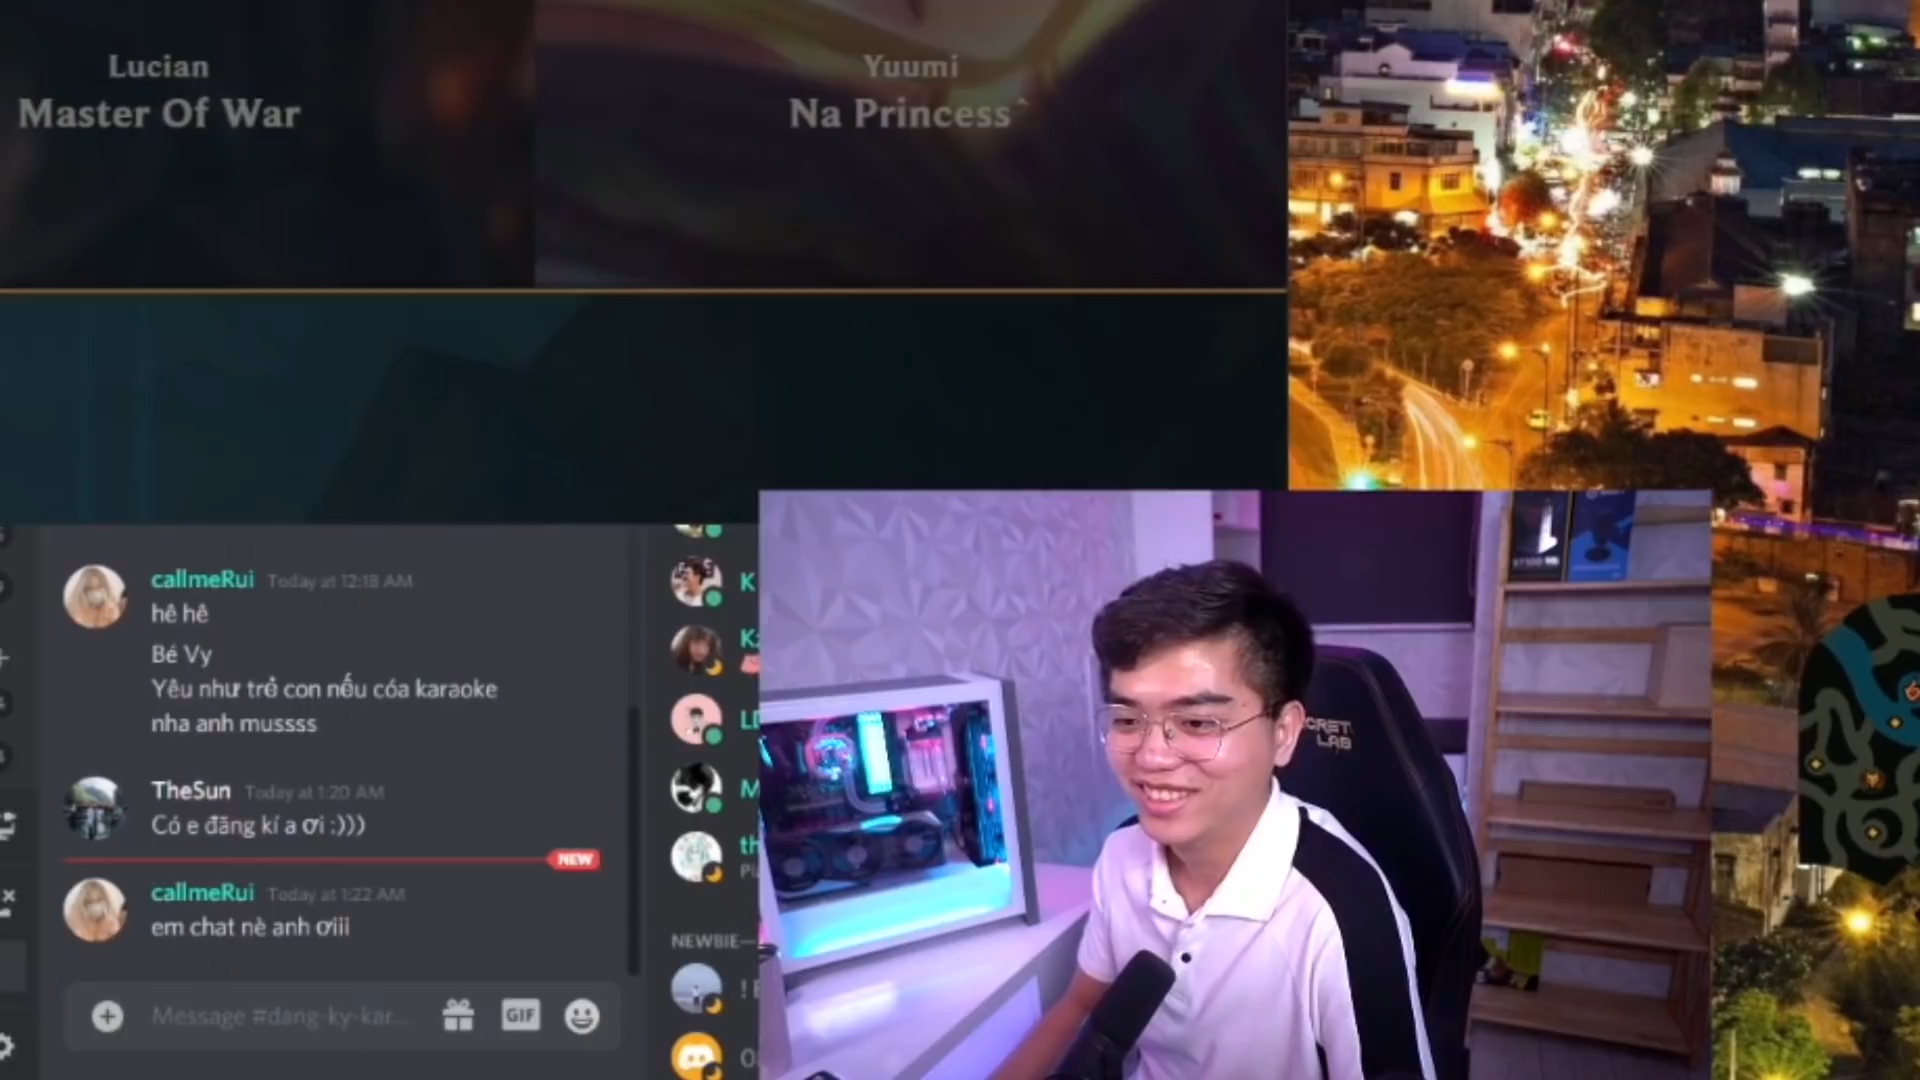 Lucian
Master Of War
Yuumi
Na Princess^
callmeRui Today at 12:18 AM
hê hê
Bé Vy
Yêu như trẻ con nếu cóa karaoke
nha anh mussss
TheSun Today at 1:20 AM
Có e đăng kí a ơi :)))
NEW
callmeRui Today at 1:22 AM
em chat nè anh ơiii
Message #dang-ky-kar...
GIF
K
NEWBIE—
CRET
LAB